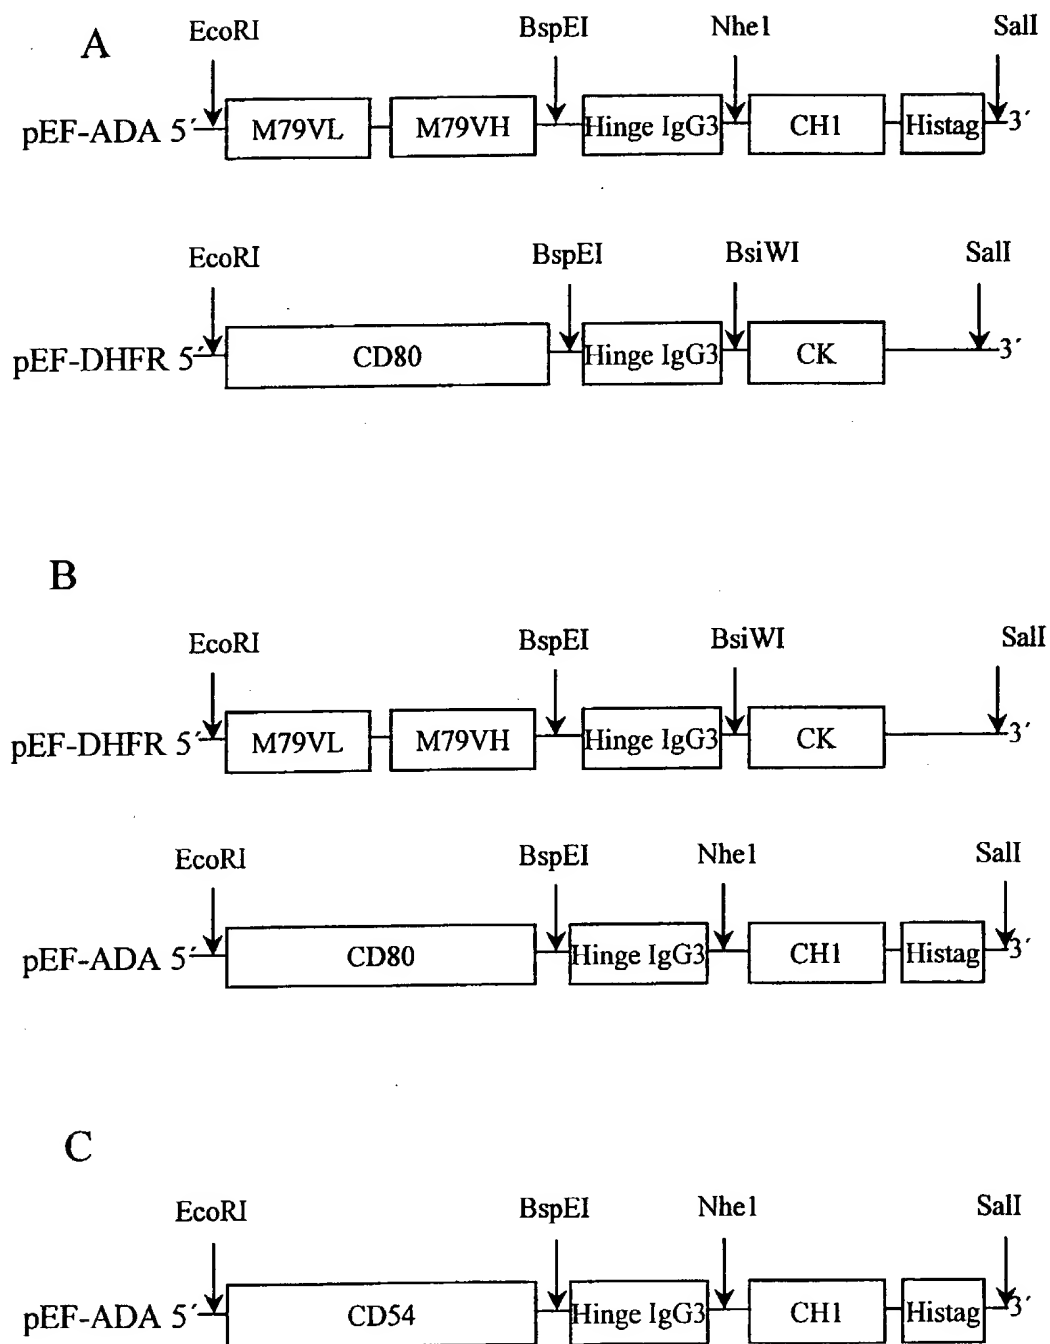 A
EcoRI BspEI Nhe1 SalI
pEF-ADA 5´ M79VL M79VH Hinge IgG3 CH1 Histag 3´
EcoRI BspEI BsiWI SalI
pEF-DHFR 5´ CD80 Hinge IgG3 CK 3´
B
EcoRI BspEI BsiWI SalI
pEF-DHFR 5´ M79VL M79VH Hinge IgG3 CK 3´
EcoRI BspEI Nhe1 SalI
pEF-ADA 5´ CD80 Hinge IgG3 CH1 Histag 3´
C
EcoRI BspEI Nhe1 SalI
pEF-ADA 5´ CD54 Hinge IgG3 CH1 Histag 3´